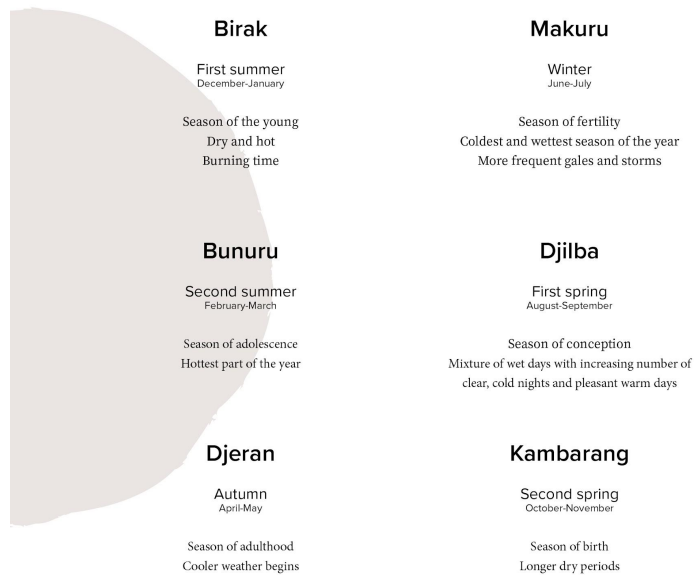 Birak
First summer
December-January
Season of the young
Dry and hot
Burning time
Bunuru
Second summer
February-March
Season of adolescence
Hottest part of the year
Djeran
Autumn
April-May
Season of adulthood
Cooler weather begins
Makuru
Winter
June-July
Season of fertility
Coldest and wettest season of the year
More frequent gales and storms
Djilba
First spring
August-September
Season of conception
Mixture of wet days with increasing number of
clear, cold nights and pleasant warm days
Kambarang
Second spring
October-November
Season of birth
Longer dry periods